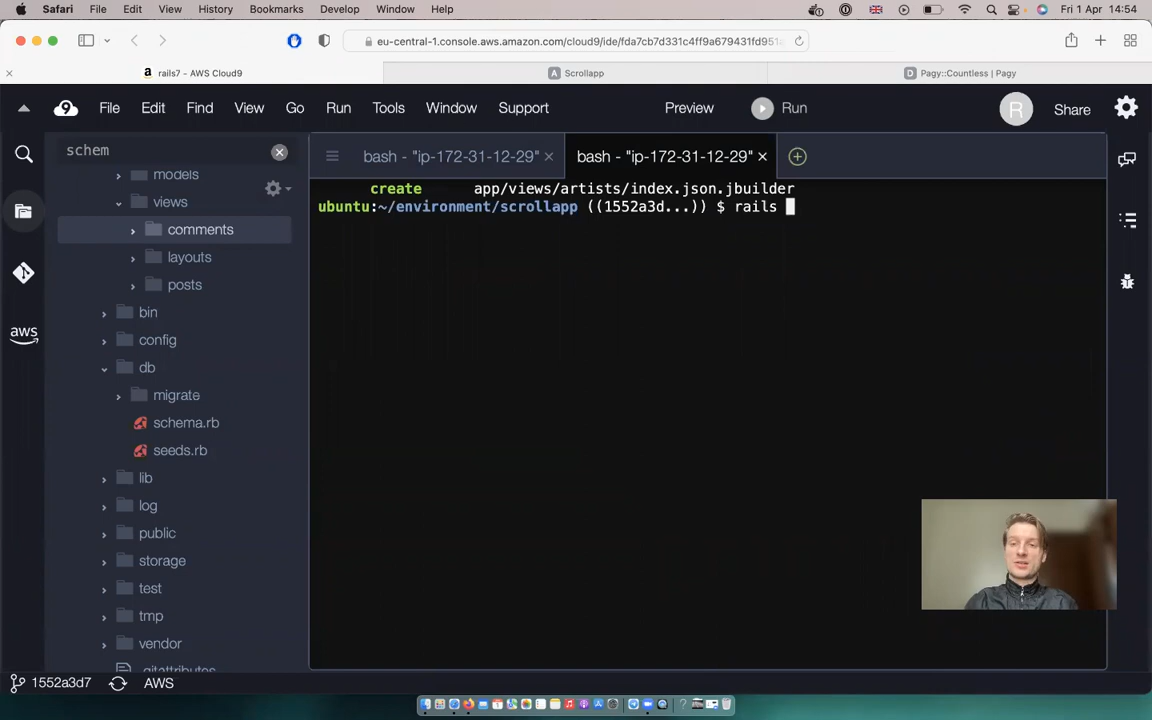 Safari File Edit View History Bookmarks Develop Window Help Fri 1 Apr 14:54
eu-central-1.console.aws.amazon.com/cloud9/ide/fda7cb7d331c4ff9a679431fd951a
a rails7 - AWS Cloud9
A Scrollapp
D Pagy::Countless | Pagy
9 File Edit Find View Go Run Tools Window Support Preview Run R Share
schem
bash - "ip-172-31-12-29" ×
bash - "ip-172-31-12-29" ×
models
views
comments
layouts
posts
bin
config
db
migrate
schema.rb
seeds.rb
lib
log
public
storage
test
tmp
vendor
.gitattributes
aws
create app/views/artists/index.json.jbuilder
ubuntu:~/environment/scrollapp ((1552a3d...)) $ rails
1552a3d7 AWS